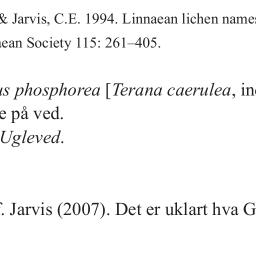 & Jarvis, C.E. 1994. Linnaean lichen names
ean Society 115: 261–405.
us phosphorea [Terana caerulea, in
e på ved.
Ugleved.
. Jarvis (2007). Det er uklart hva G